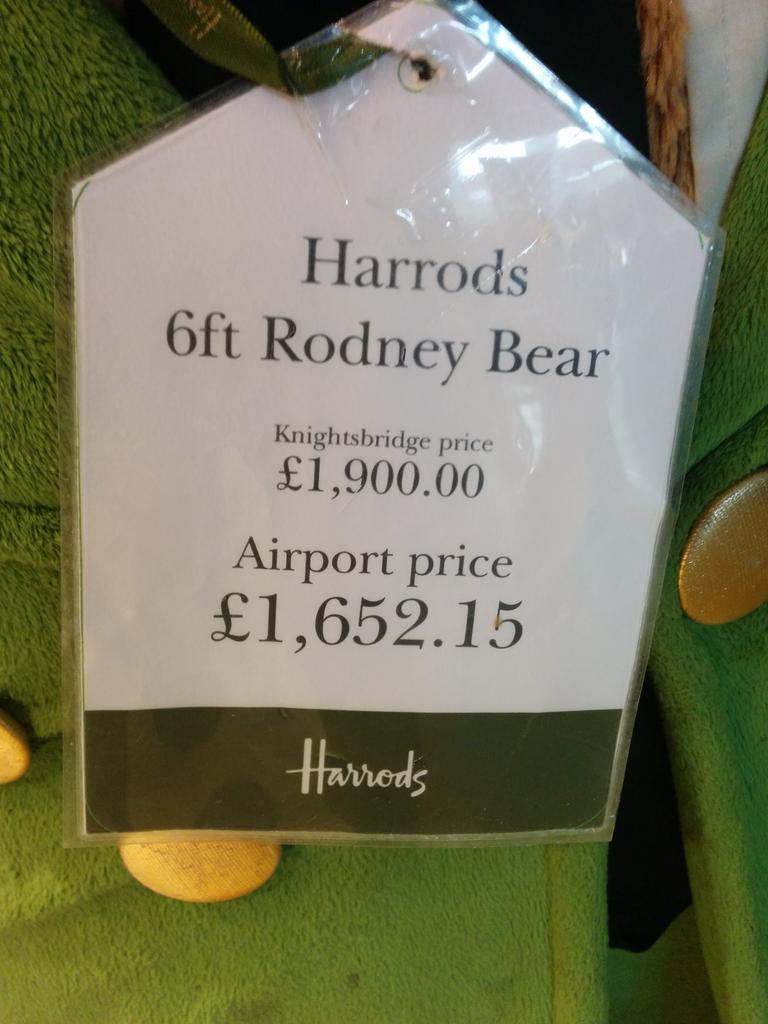 Harrods
6ft Rodney Bear
Knightsbridge price
£1,900.00
Airport price
£1,652.15
Harrods